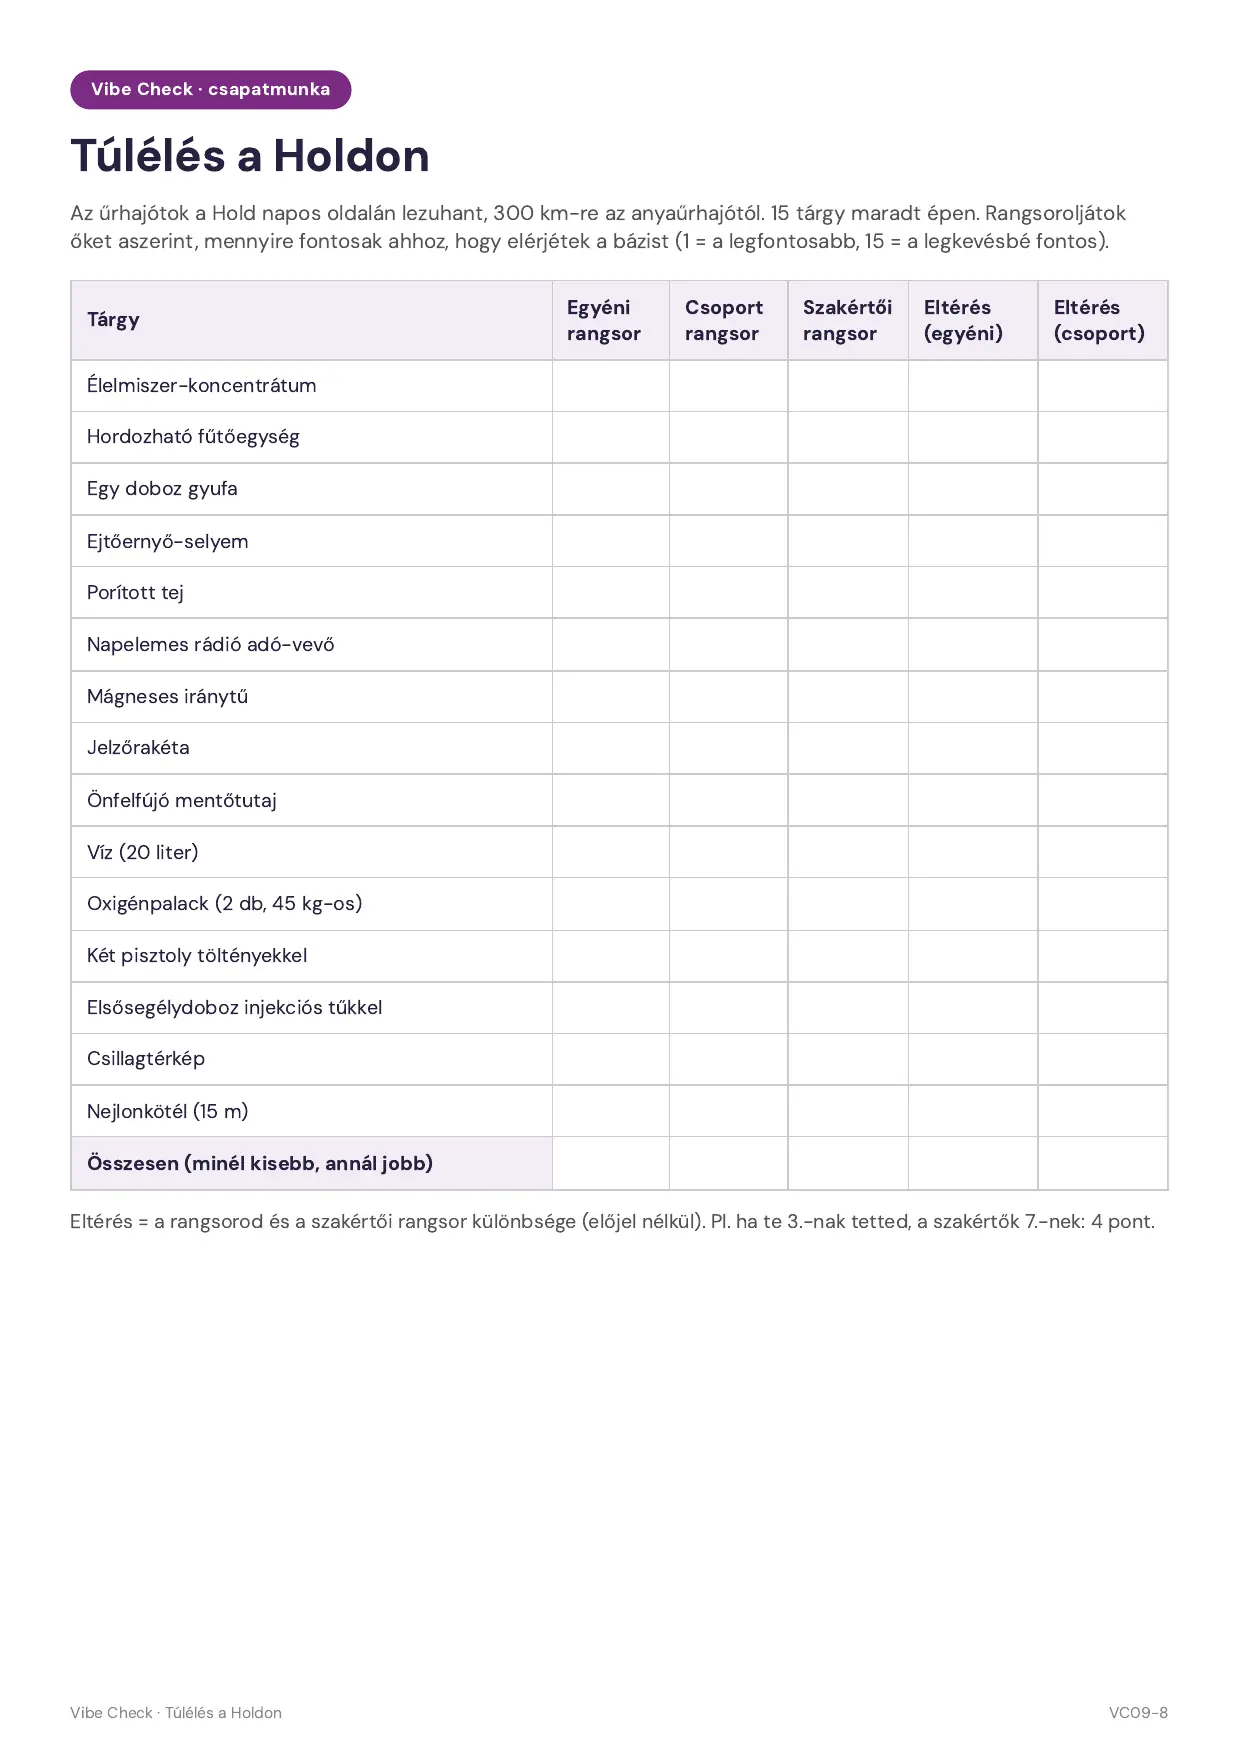 Vibe Check · csapatmunka
Túlélés a Holdon
Az űrhajótok a Hold napos oldalán lezuhant, 300 km-re az anyaűrhajótól. 15 tárgy maradt épen. Rangsoroljátok
őket aszerint, mennyire fontosak ahhoz, hogy elérjétek a bázist (1 = a legfontosabb, 15 = a legkevésbé fontos).
Tárgy
Egyéni
rangsor
Csoport
rangsor
Szakértői
rangsor
Eltérés
(egyéni)
Eltérés
(csoport)
Élelmiszer-koncentrátum
Hordozható fűtőegység
Egy doboz gyufa
Ejtőernyő-selyem
Porított tej
Napelemes rádió adó-vevő
Mágneses iránytű
Jelzőrakéta
Önfelfújó mentőtutaj
Víz (20 liter)
Oxigénpalack (2 db, 45 kg-os)
Két pisztoly töltényekkel
Elsősegélydoboz injekciós tűkkel
Csillagtérkép
Nejlonkötél (15 m)
Összesen (minél kisebb, annál jobb)
Eltérés = a rangsorod és a szakértői rangsor különbsége (előjel nélkül). Pl. ha te 3.-nak tetted, a szakértők 7.-nek: 4 pont.
Vibe Check · Túlélés a Holdon
VC09-8